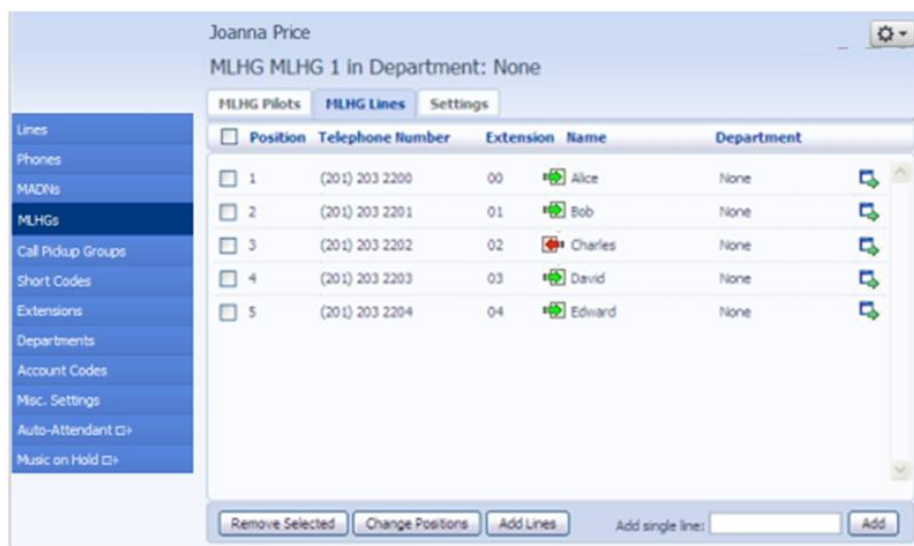 Joanna Price
MLHG MLHG 1 in Department: None
MLHG Pilots MLHG Lines Settings
Lines
Phones
MADNs
MLHGs
Call Pickup Groups
Short Codes
Extensions
Departments
Account Codes
Misc. Settings
Auto-Attendant
Music on Hold
Position Telephone Number Extension Name Department
1 (201) 203 2200 00 Alice None
2 (201) 203 2201 01 Bob None
3 (201) 203 2202 02 Charles None
4 (201) 203 2203 03 David None
5 (201) 203 2204 04 Edward None
Remove Selected Change Positions Add Lines Add single line: Add